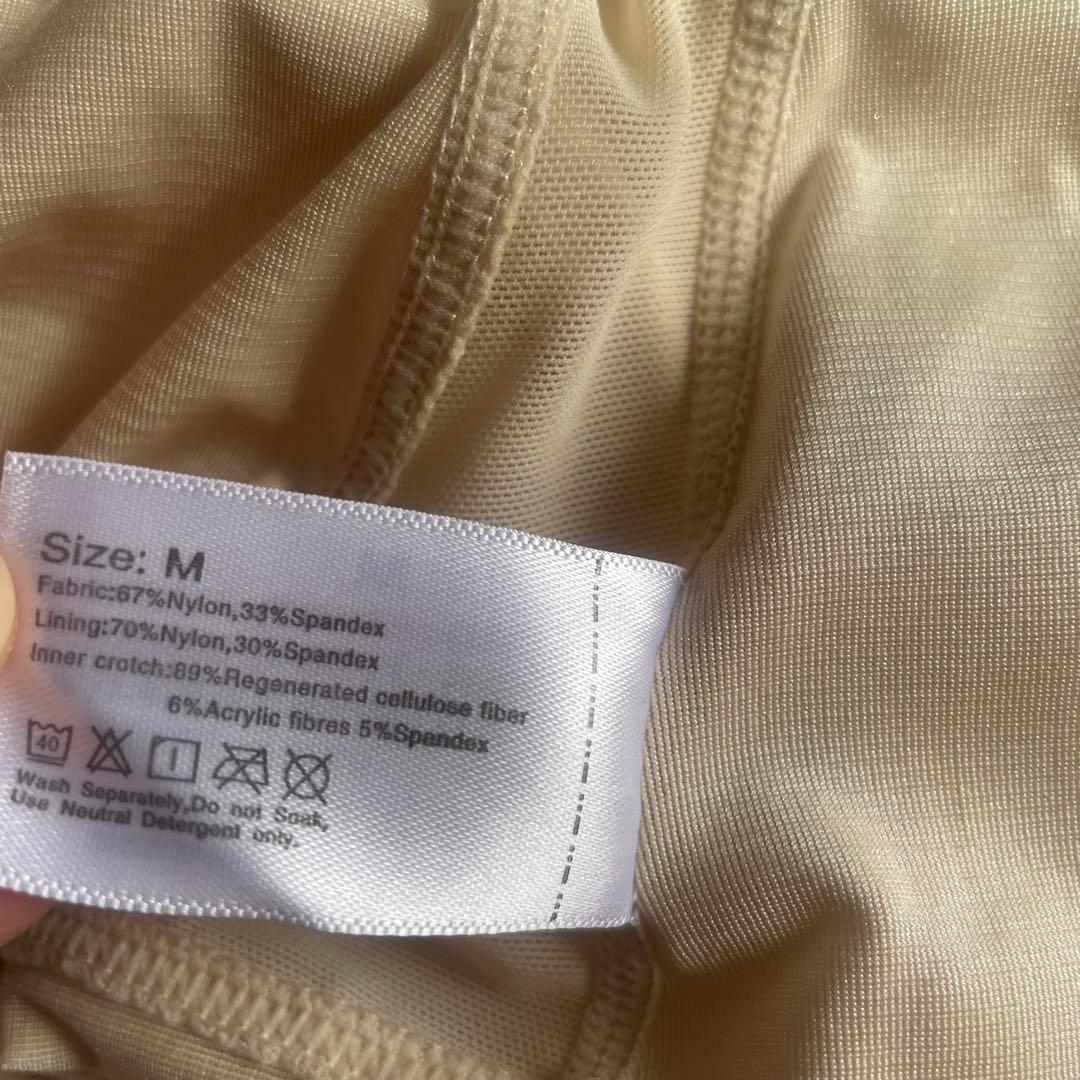 Size: M
Fabric:67%Nylon,33%Spandex
Lining:70%Nylon,30%Spandex
Inner crotch:89%Regenerated cellulose fiber
6%Acrylic fibres 5%Spandex
40
Wash Separately,Do not Soak,
Use Neutral Detergent only.